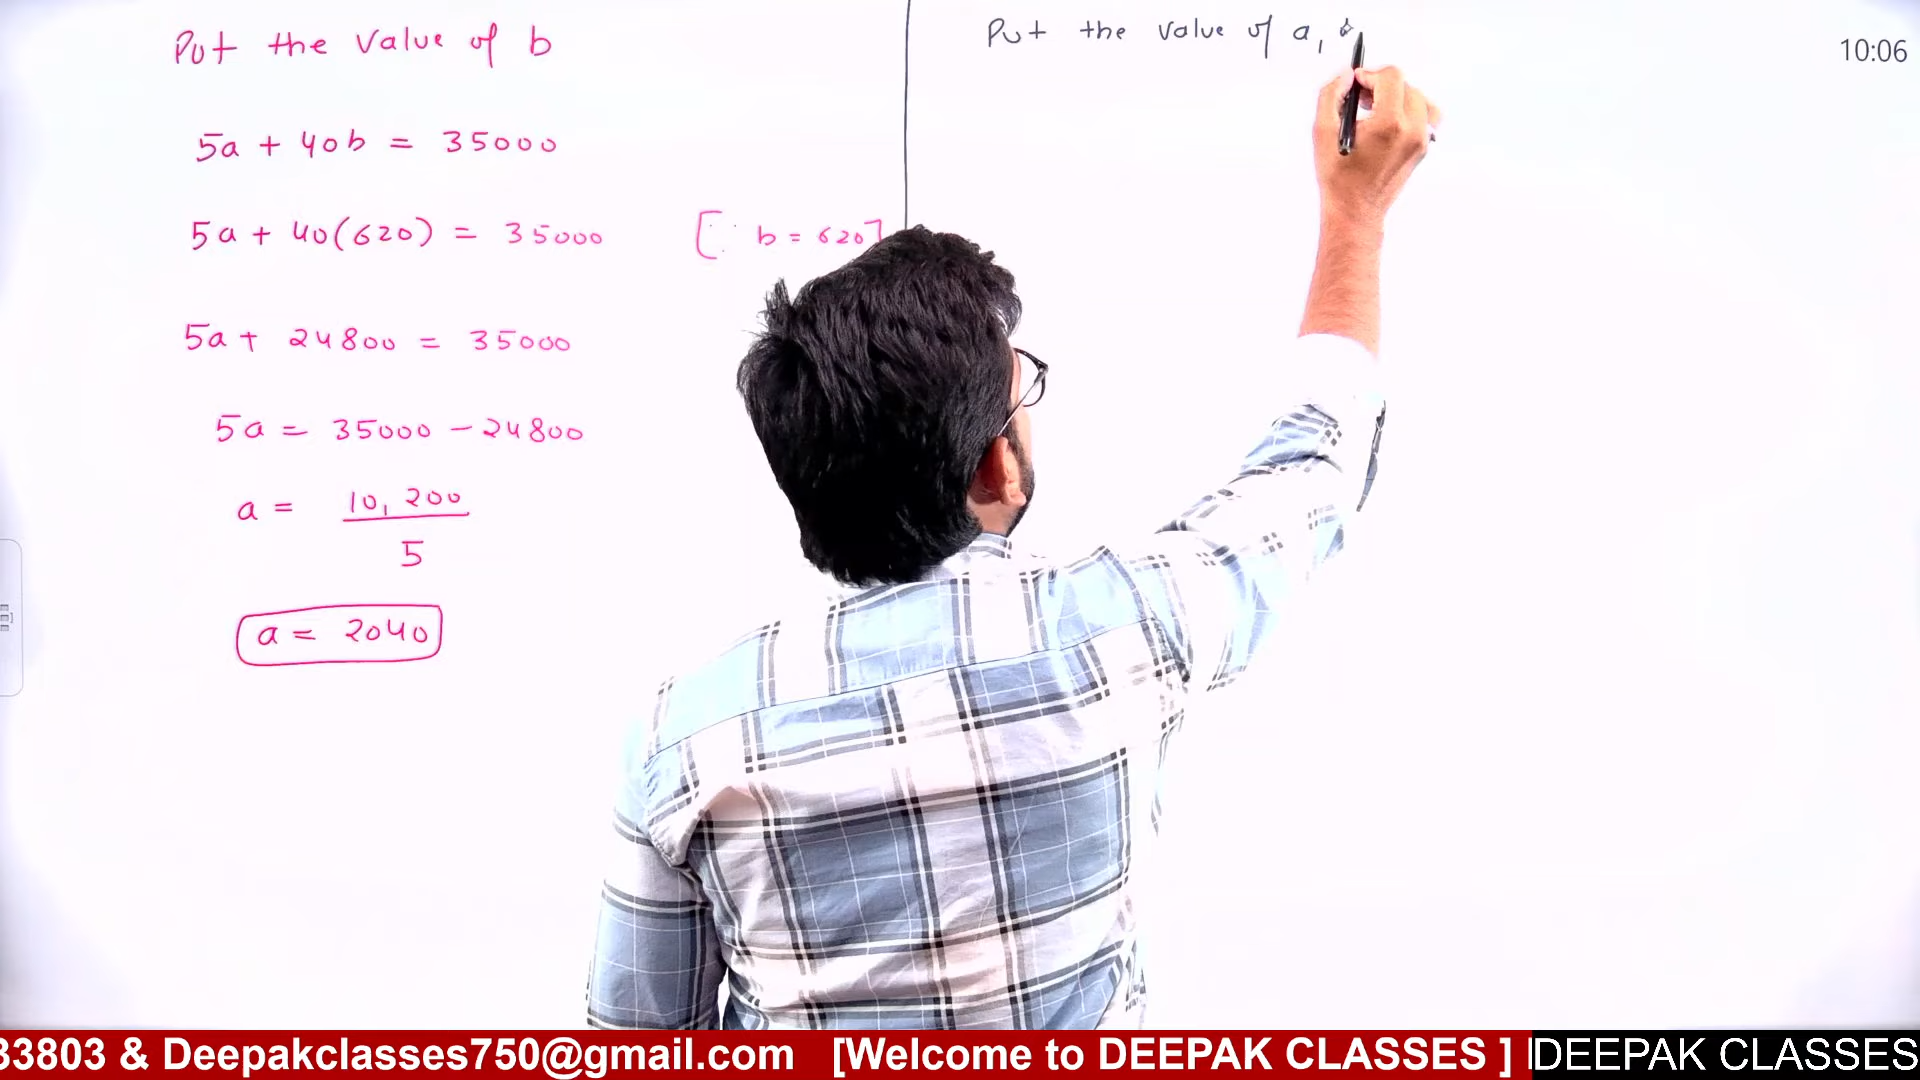 Put the value of b
5a + 40b = 35000
5a + 40(620) = 35000 [∵ b = 620]
5a + 24800 = 35000
5a = 35000 - 24800
a = 10,200
5
a = 2040
Put the value of a,
10:06
33803 & Deepakclasses750@gmail.com [Welcome to DEEPAK CLASSES ]
DEEPAK CLASSES